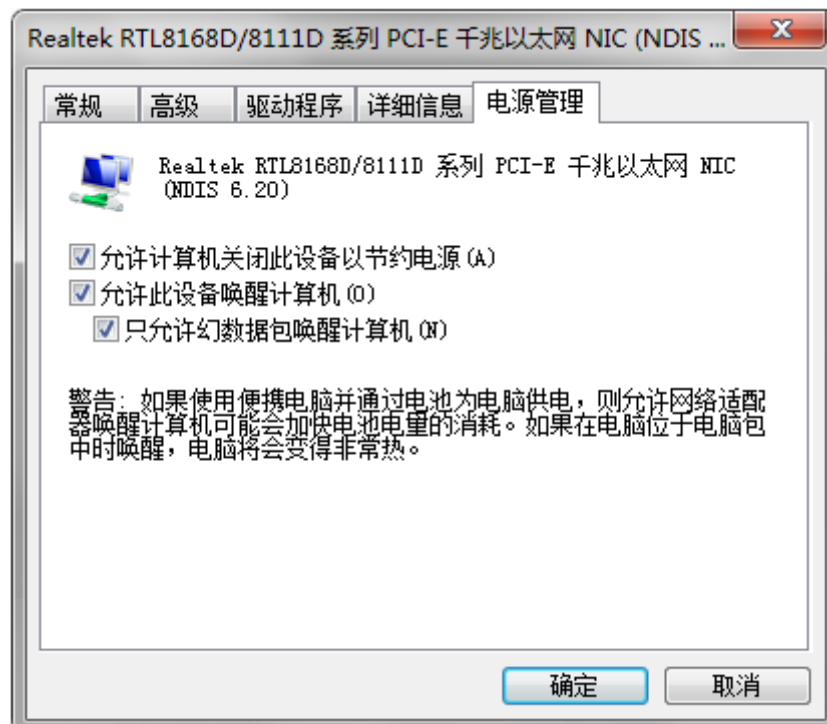 Realtek RTL8168D/8111D 系列 PCI-E 千兆以太网 NIC (NDIS ...
常规 高级 驱动程序 详细信息 电源管理
Realtek RTL8168D/8111D 系列 PCI-E 千兆以太网 NIC
(NDIS 6.20)
允许计算机关闭此设备以节约电源(A)
允许此设备唤醒计算机(O)
只允许幻数据包唤醒计算机(N)
警告: 如果使用便携电脑并通过电池为电脑供电，则允许网络适配
器唤醒计算机可能会加快电池电量的消耗。如果在电脑位于电脑包
中时唤醒，电脑将会变得非常热。
确定 取消